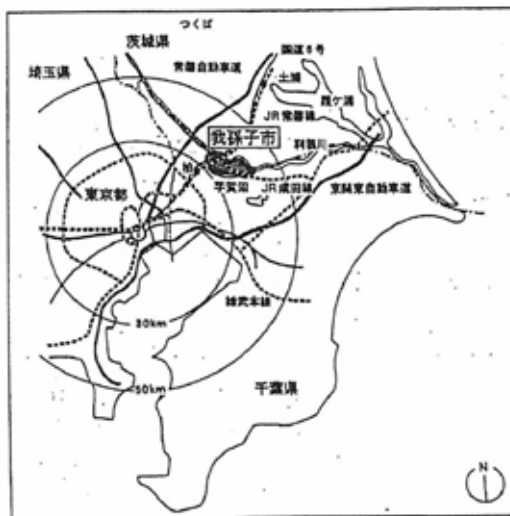 つくば
茨城県
国道6号
埼玉県
常磐自動車道
土浦
霞ケ浦
JR常磐線
我孫子市
利根川
柏
手賀沼
JR成田線
東関東自動車道
東京都
総武本線
30km
50km
千葉県
N